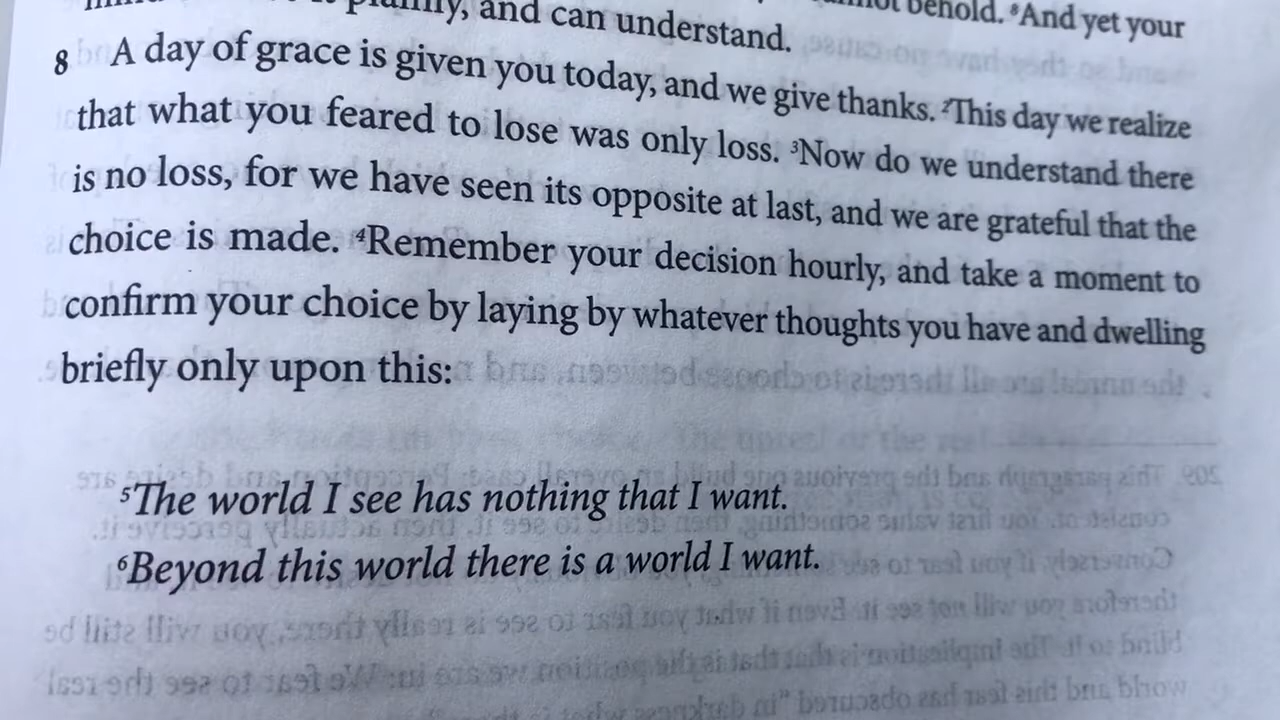 plainly, and can understand. behold. ⁸And yet your
8 A day of grace is given you today, and we give thanks. ²This day we realize
that what you feared to lose was only loss. ³Now do we understand there
is no loss, for we have seen its opposite at last, and we are grateful that the
choice is made. ⁴Remember your decision hourly, and take a moment to
confirm your choice by laying by whatever thoughts you have and dwelling
briefly only upon this:
⁵The world I see has nothing that I want.
⁶Beyond this world there is a world I want.